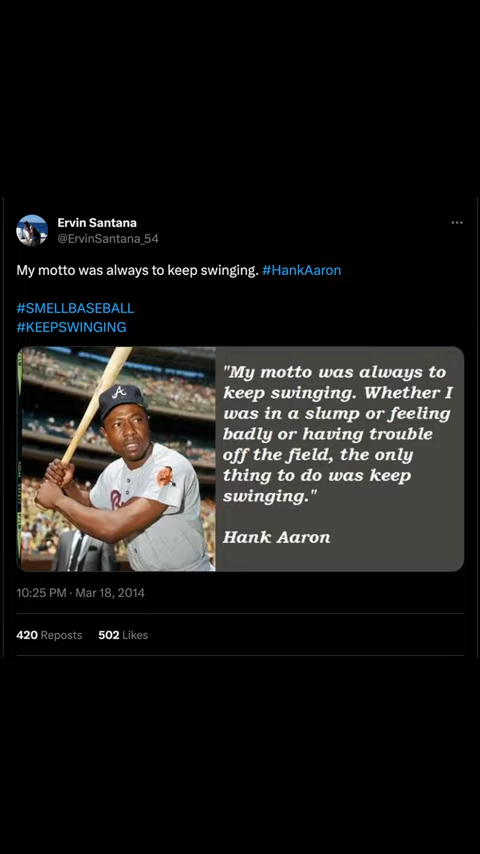 Ervin Santana
@ErvinSantana_54
My motto was always to keep swinging. #HankAaron
#SMELLBASEBALL
#KEEPSWINGING
"My motto was always to
keep swinging. Whether I
was in a slump or feeling
badly or having trouble
off the field, the only
thing to do was keep
swinging."
Hank Aaron
10:25 PM · Mar 18, 2014
420 Reposts 502 Likes